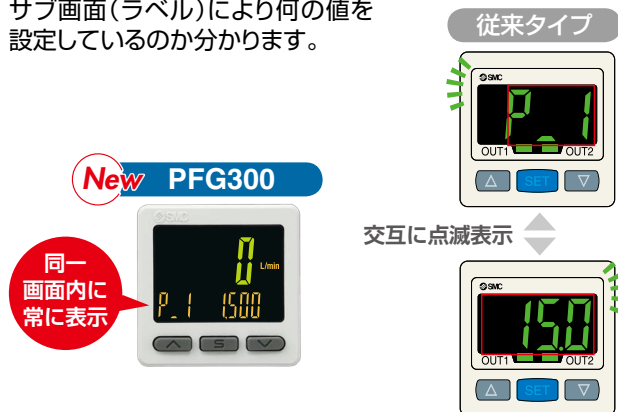 サブ画面（ラベル）により何の値を
設定しているのか分かります。
従来タイプ
SMC
P_1
OUT1 OUT2
SET
New PFG300
SMC
0
L/min
P_1 1.500
S
同一
画面内に
常に表示
交互に点滅表示
SMC
15.0
OUT1 OUT2
SET